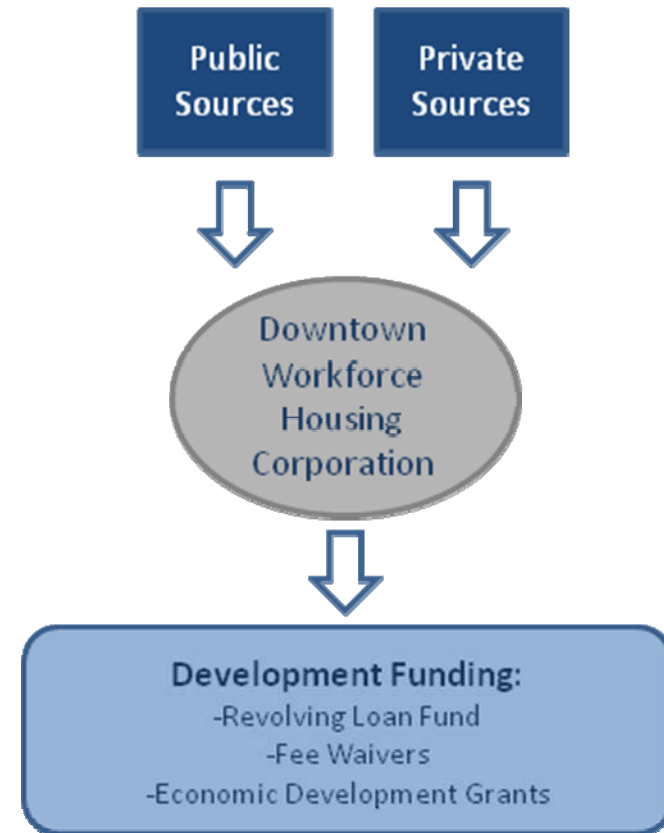 Public
Sources
Private
Sources
Downtown
Workforce
Housing
Corporation
Development Funding:
-Revolving Loan Fund
-Fee Waivers
-Economic Development Grants